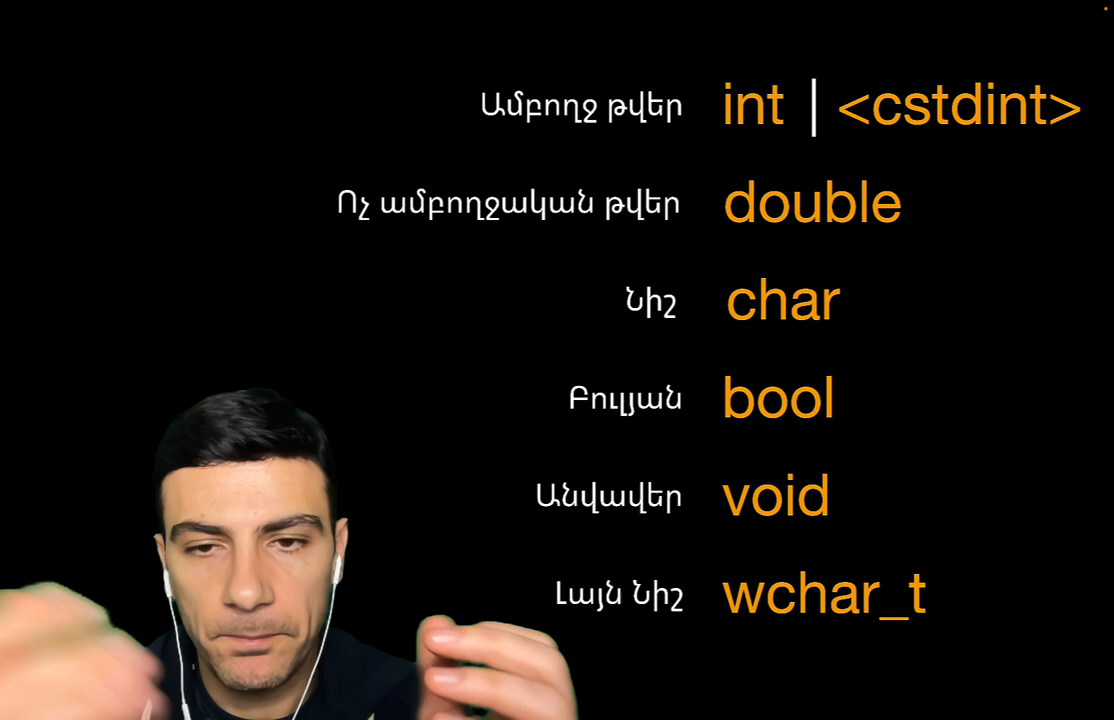 Ամբողջ թվեր int | <cstdint>
Ոչ ամբողջական թվեր double
Նիշ char
Բուլյան bool
Անվավեր void
Լայն Նիշ wchar_t